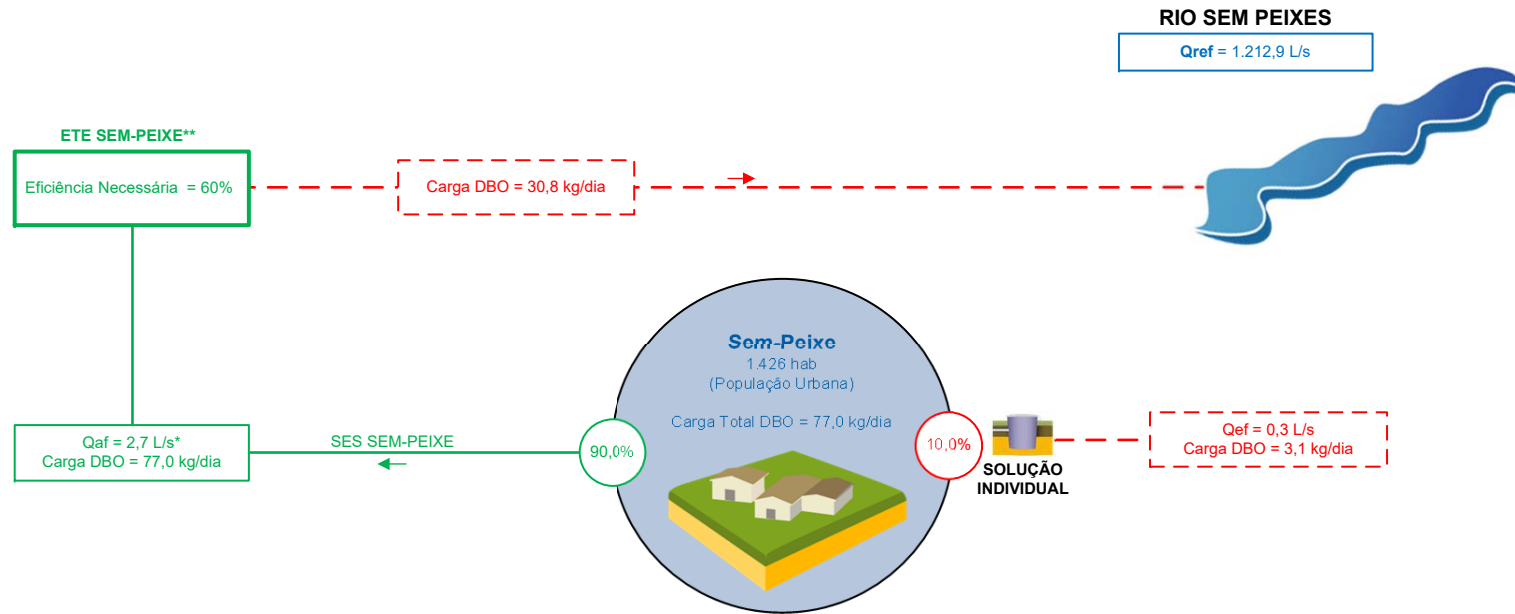 RIO SEM PEIXES
Qref = 1.212,9 L/s
ETE SEM-PEIXE**
Eficiência Necessária = 60%
Carga DBO = 30,8 kg/dia
Sem-Peixe
1.426 hab
(População Urbana)
Carga Total DBO = 77,0 kg/dia
Qaf = 2,7 L/s*
Carga DBO = 77,0 kg/dia
SES SEM-PEIXE
90,0%
10,0%
SOLUÇÃO
INDIVIDUAL
Qef = 0,3 L/s
Carga DBO = 3,1 kg/dia